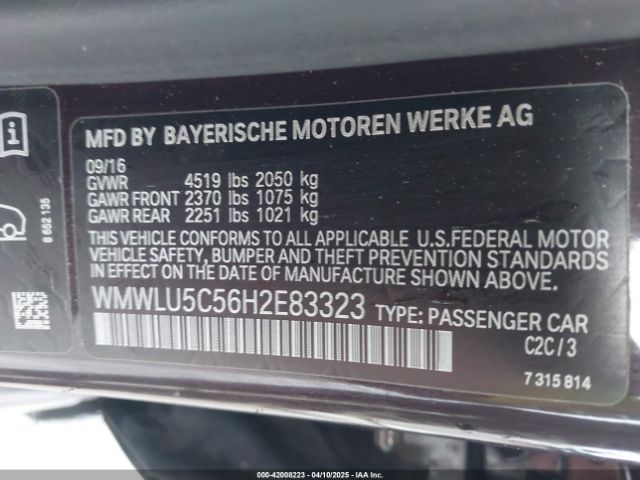 MFD BY BAYERISCHE MOTOREN WERKE AG
09/16
GVWR 4519 lbs 2050 kg
GAWR FRONT 2370 lbs 1075 kg
GAWR REAR 2251 lbs 1021 kg
THIS VEHICLE CONFORMS TO ALL APPLICABLE U.S.FEDERAL MOTOR
VEHICLE SAFETY, BUMPER AND THEFT PREVENTION STANDARDS
IN EFFECT ON THE DATE OF MANUFACTURE SHOWN ABOVE.
WMWLU5C56H2E83323 TYPE: PASSENGER CAR
C2C / 3
7 315 814
8 652 135
000-42008223 - 04/10/2025 - IAA Inc.